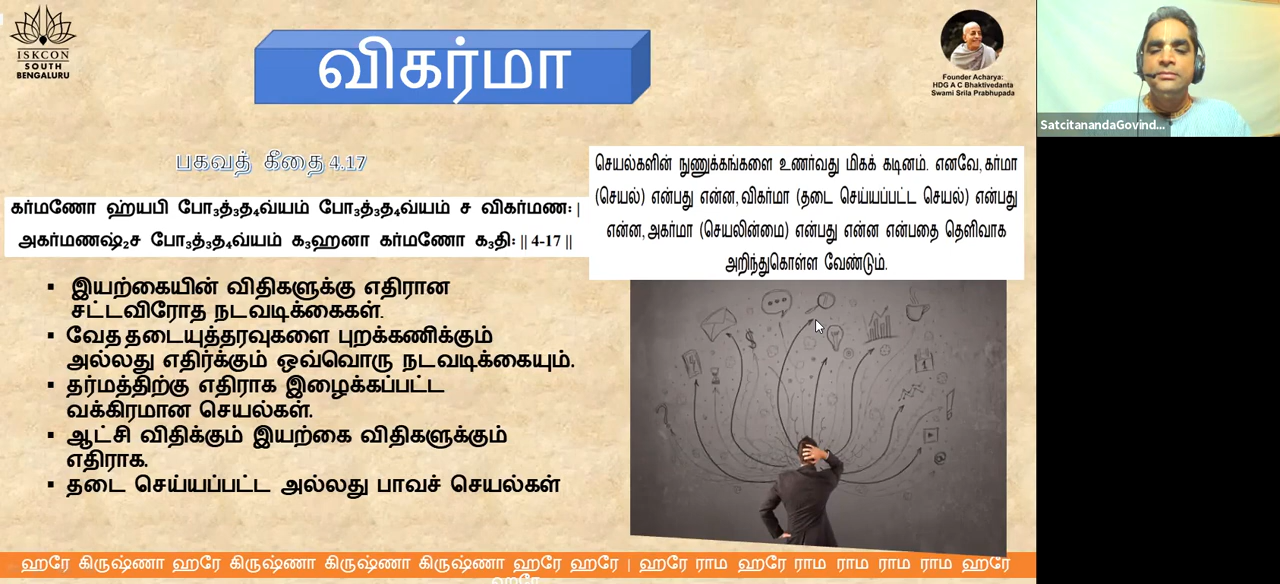 ISKCON
SOUTH
BENGALURU
விகர்மா
Founder Acharya:
HDG A C Bhaktivedanta
Swami Srila Prabhupada
SatcitanandaGovind...
பகவத் கீதை 4.17
கர்மணோ ஹ்யபி போ₃த்₃த₄வ்யம் போ₃த்₃த₄வ்யம் ச விகர்மண: |
அகர்மணஷ்₂ச போ₃த்₃த₄வ்யம் க₃ஹனா கர்மணோ க₃தி: || 4-17 ||
செயல்களின் நுணுக்கங்களை உணர்வது மிகக் கடினம். எனவே, கர்மா
(செயல்) என்பது என்ன, விகர்மா (தடை செய்யப்பட்ட செயல்) என்பது
என்ன, அகர்மா (செயலின்மை) என்பது என்ன என்பதை தெளிவாக
அறிந்துகொள்ள வேண்டும்.
▪ இயற்கையின் விதிகளுக்கு எதிரான
சட்டவிரோத நடவடிக்கைகள்.
▪ வேத தடையுத்தரவுகளை புறக்கணிக்கும்
அல்லது எதிர்க்கும் ஒவ்வொரு நடவடிக்கையும்.
▪ தர்மத்திற்கு எதிராக இழைக்கப்பட்ட
வக்கிரமான செயல்கள்.
▪ ஆட்சி விதிக்கும் இயற்கை விதிகளுக்கும்
எதிராக.
▪ தடை செய்யப்பட்ட அல்லது பாவச் செயல்கள்
ஹரே கிருஷ்ணா ஹரே கிருஷ்ணா கிருஷ்ணா கிருஷ்ணா ஹரே ஹரே | ஹரே ராம ஹரே ராம ராம ராம ஹரே
ஹரே